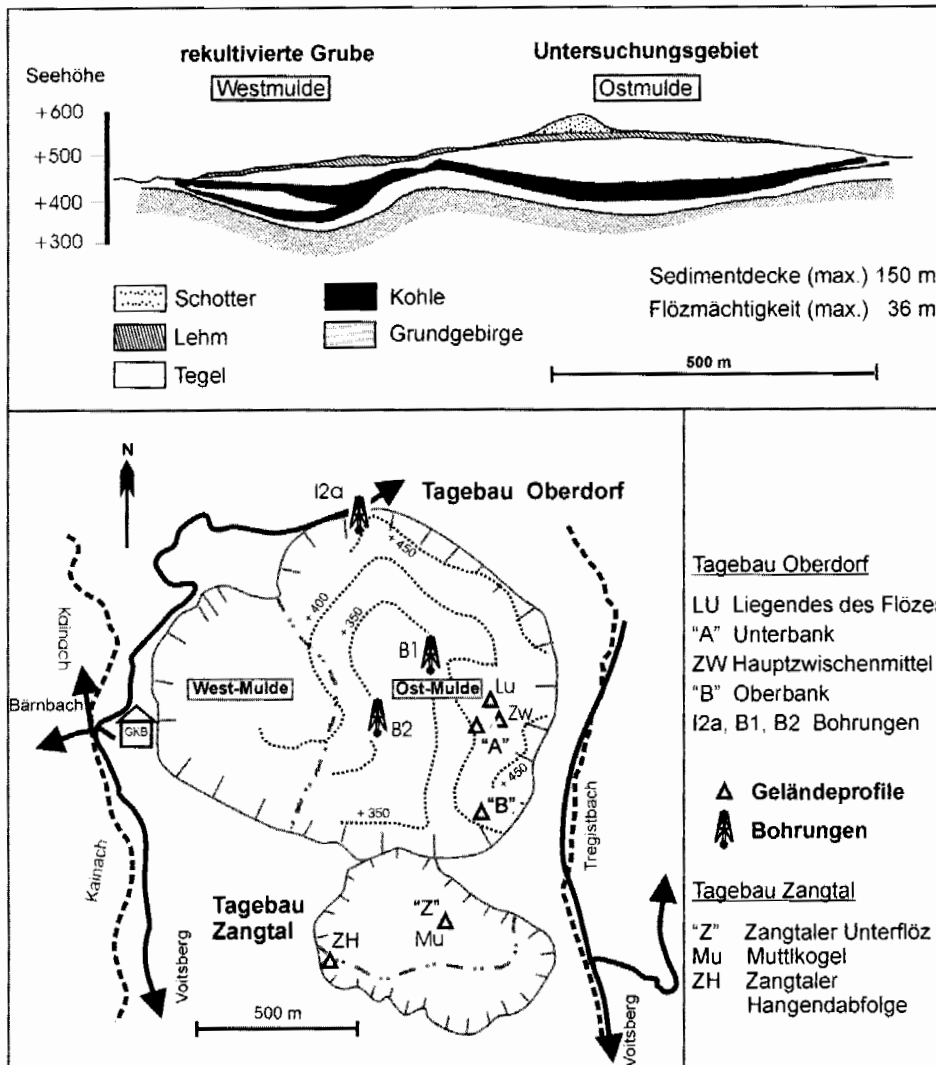 rekultivierte Grube
Westmulde
Untersuchungsgebiet
Ostmulde
Seehöhe
+600
+500
+400
+300
Schotter
Lehm
Tegel
Kohle
Grundgebirge
Sedimentdecke (max.) 150 m
Flözmächtigkeit (max.) 36 m
500 m
N
I2a
Tagebau Oberdorf
+450
+400
+350
Kainach
B1
West-Mulde
Ost-Mulde
Lu
Bärnbach
GKB
B2
Zw
"A"
+450
"B"
+350
Tregistbach
Kainach
Tagebau
Zangtal
"Z"
Mu
ZH
Voitsberg
500 m
Voitsberg
Tagebau Oberdorf
LU Liegendes des Flözes
"A" Unterbank
ZW Hauptzwischenmittel
"B" Oberbank
I2a, B1, B2 Bohrungen
Geländeprofile
Bohrungen
Tagebau Zangtal
"Z" Zangtaler Unterflöz
Mu Muttlkogel
ZH Zangtaler
Hangendabfolge